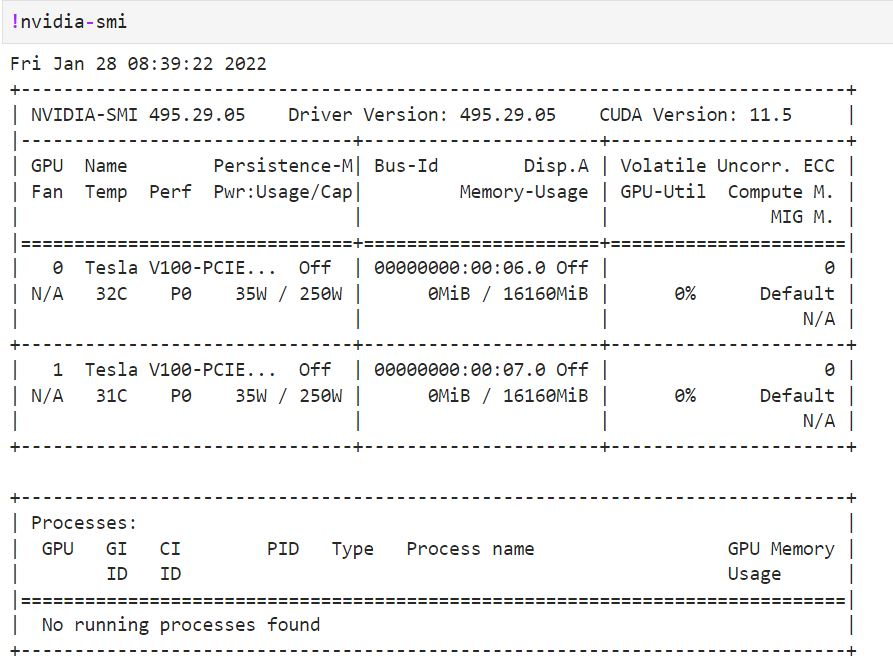 !nvidia-smi
Fri Jan 28 08:39:22 2022
+-----------------------------------------------------------------------------+
| NVIDIA-SMI 495.29.05    Driver Version: 495.29.05    CUDA Version: 11.5     |
|-------------------------------+----------------------+----------------------+
| GPU  Name        Persistence-M| Bus-Id        Disp.A | Volatile Uncorr. ECC |
| Fan  Temp  Perf  Pwr:Usage/Cap|         Memory-Usage | GPU-Util  Compute M. |
|                               |                      |               MIG M. |
|===============================+======================+======================|
|   0  Tesla V100-PCIE...  Off  | 00000000:00:06.0 Off |                    0 |
| N/A   32C    P0    35W / 250W |      0MiB / 16160MiB |      0%      Default |
|                               |                      |                  N/A |
+-------------------------------+----------------------+----------------------+
|   1  Tesla V100-PCIE...  Off  | 00000000:00:07.0 Off |                    0 |
| N/A   31C    P0    35W / 250W |      0MiB / 16160MiB |      0%      Default |
|                               |                      |                  N/A |
+-------------------------------+----------------------+----------------------+

+-----------------------------------------------------------------------------+
| Processes:                                                                  |
|  GPU   GI   CI        PID   Type   Process name                  GPU Memory |
|        ID   ID                                                   Usage      |
|=============================================================================|
|  No running processes found                                                 |
+-----------------------------------------------------------------------------+